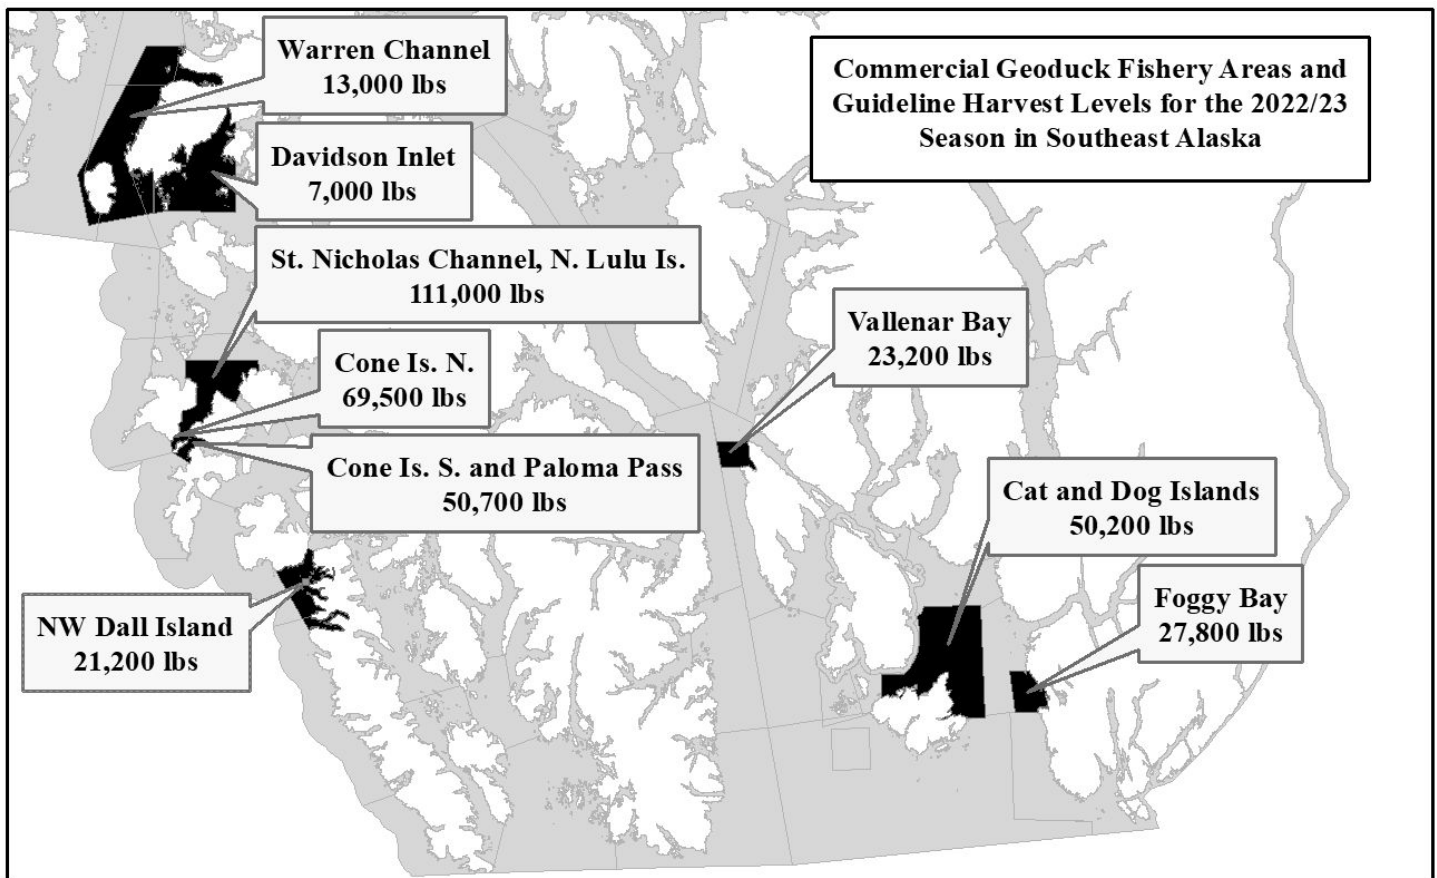 Commercial Geoduck Fishery Areas and
Guideline Harvest Levels for the 2022/23
Season in Southeast Alaska
Warren Channel
13,000 lbs
Davidson Inlet
7,000 lbs
St. Nicholas Channel, N. Lulu Is.
111,000 lbs
Cone Is. N.
69,500 lbs
Cone Is. S. and Paloma Pass
50,700 lbs
NW Dall Island
21,200 lbs
Vallenar Bay
23,200 lbs
Cat and Dog Islands
50,200 lbs
Foggy Bay
27,800 lbs